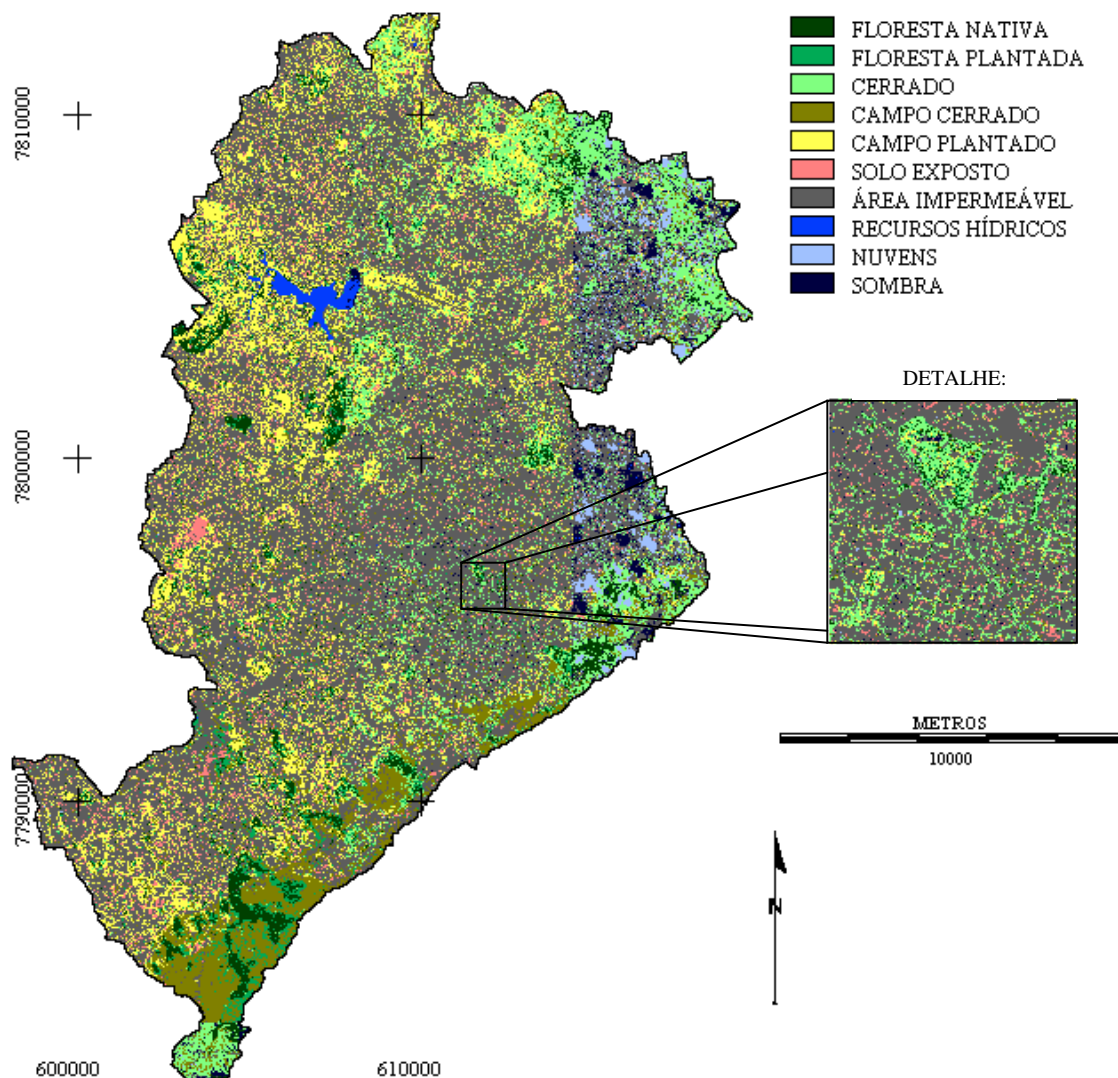 FLORESTA NATIVA
FLORESTA PLANTADA
CERRADO
CAMPO CERRADO
CAMPO PLANTADO
SOLO EXPOSTO
ÁREA IMPERMEÁVEL
RECURSOS HÍDRICOS
NUVENS
SOMBRA
7810000
7800000
7790000
600000
610000
DETALHE:
METROS
10000
N